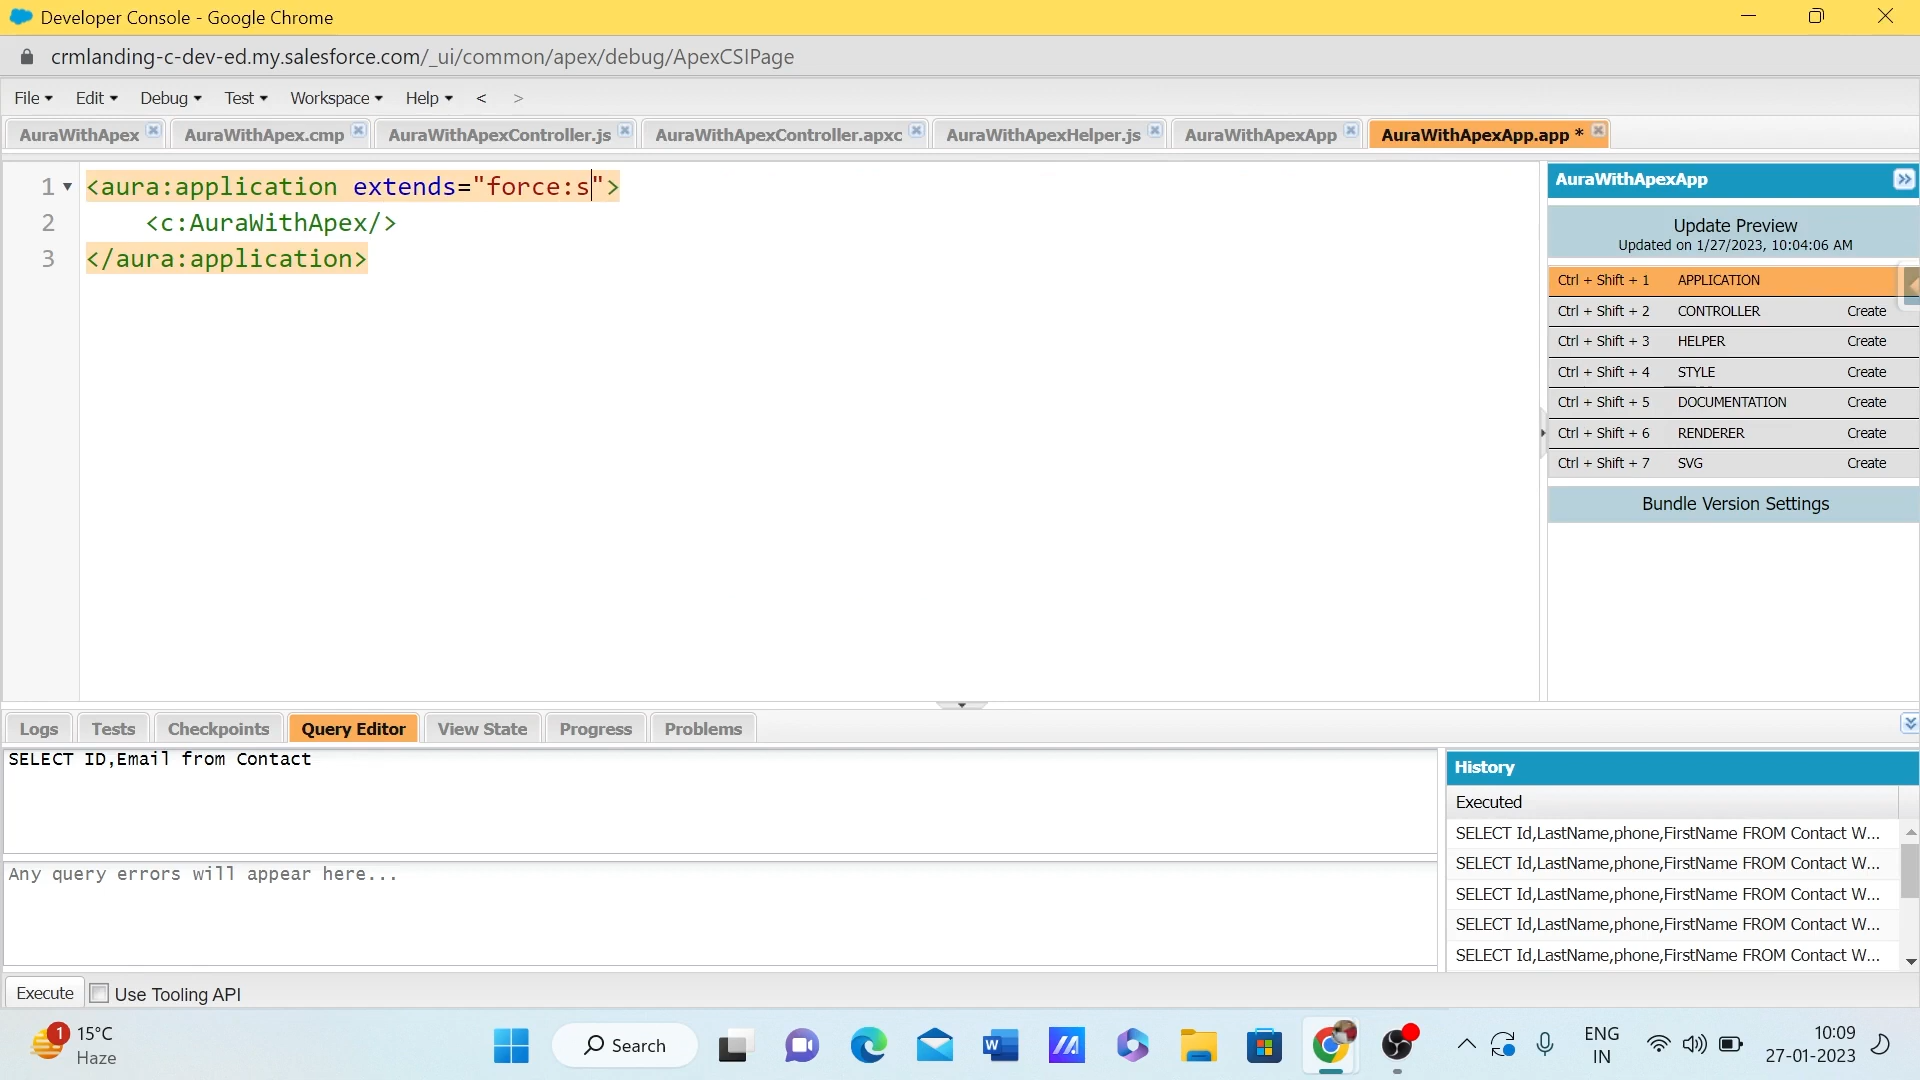 Developer Console - Google Chrome
crmlanding-c-dev-ed.my.salesforce.com/_ui/common/apex/debug/ApexCSIPage
File Edit Debug Test Workspace Help < >
AuraWithApex AuraWithApex.cmp AuraWithApexController.js AuraWithApexController.apxc AuraWithApexHelper.js AuraWithApexApp AuraWithApexApp.app *
1 <aura:application extends="force:s">
2 <c:AuraWithApex/>
3 </aura:application>
AuraWithApexApp
Update Preview
Updated on 1/27/2023, 10:04:06 AM
Ctrl + Shift + 1 APPLICATION
Ctrl + Shift + 2 CONTROLLER Create
Ctrl + Shift + 3 HELPER Create
Ctrl + Shift + 4 STYLE Create
Ctrl + Shift + 5 DOCUMENTATION Create
Ctrl + Shift + 6 RENDERER Create
Ctrl + Shift + 7 SVG Create
Bundle Version Settings
Logs Tests Checkpoints Query Editor View State Progress Problems
SELECT ID,Email from Contact
Any query errors will appear here...
History
Executed
SELECT Id,LastName,phone,FirstName FROM Contact W...
SELECT Id,LastName,phone,FirstName FROM Contact W...
SELECT Id,LastName,phone,FirstName FROM Contact W...
SELECT Id,LastName,phone,FirstName FROM Contact W...
SELECT Id,LastName,phone,FirstName FROM Contact W...
Execute Use Tooling API
1 15°C
Haze
Search
W
ENG
IN
10:09
27-01-2023